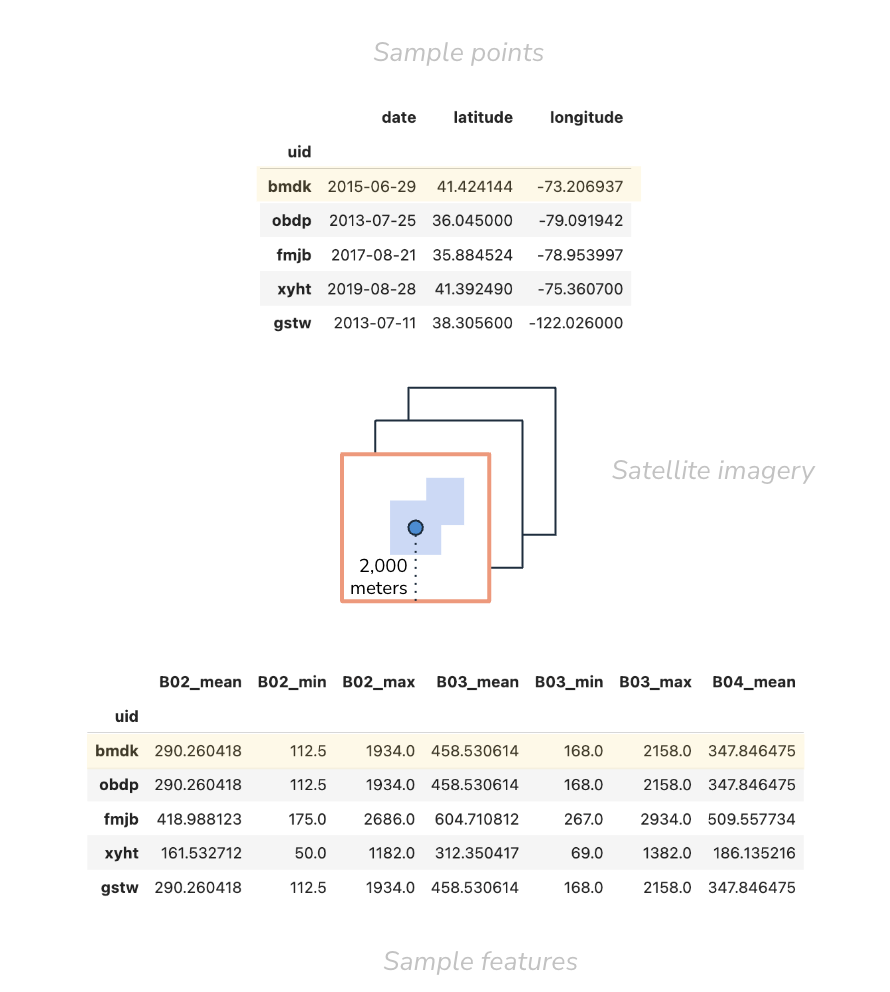 Sample points
date latitude longitude
uid
bmdk 2015-06-29 41.424144 -73.206937
obdp 2013-07-25 36.045000 -79.091942
fmjb 2017-08-21 35.884524 -78.953997
xyht 2019-08-28 41.392490 -75.360700
gstw 2013-07-11 38.305600 -122.026000
Satellite imagery
2,000
meters
B02_mean B02_min B02_max B03_mean B03_min B03_max B04_mean
uid
bmdk 290.260418 112.5 1934.0 458.530614 168.0 2158.0 347.846475
obdp 290.260418 112.5 1934.0 458.530614 168.0 2158.0 347.846475
fmjb 418.988123 175.0 2686.0 604.710812 267.0 2934.0 509.557734
xyht 161.532712 50.0 1182.0 312.350417 69.0 1382.0 186.135216
gstw 290.260418 112.5 1934.0 458.530614 168.0 2158.0 347.846475
Sample features